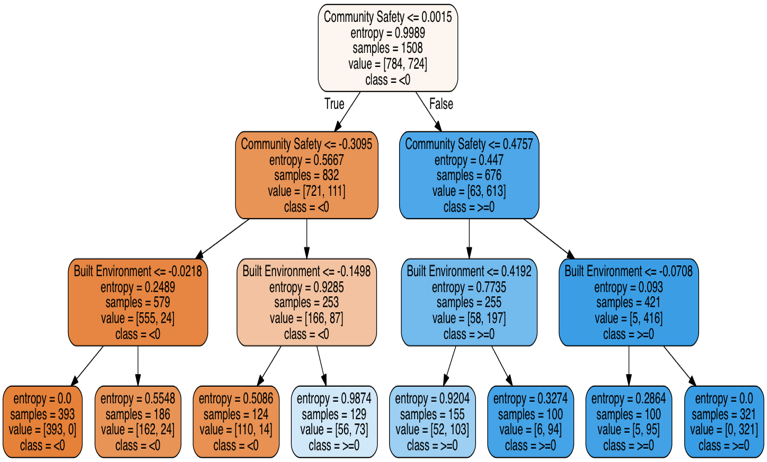 Community Safety <= 0.0015
entropy = 0.9989
samples = 1508
value = [784, 724]
class = <0
True
False
Community Safety <= -0.3095
entropy = 0.5667
samples = 832
value = [721, 111]
class = <0
Community Safety <= 0.4757
entropy = 0.447
samples = 676
value = [63, 613]
class = >=0
Built Environment <= -0.0218
entropy = 0.2489
samples = 579
value = [555, 24]
class = <0
Built Environment <= -0.1498
entropy = 0.9285
samples = 253
value = [166, 87]
class = <0
Built Environment <= 0.4192
entropy = 0.7735
samples = 255
value = [58, 197]
class = >=0
Built Environment <= -0.0708
entropy = 0.093
samples = 421
value = [5, 416]
class = >=0
entropy = 0.0
samples = 393
value = [393, 0]
class = <0
entropy = 0.5548
samples = 186
value = [162, 24]
class = <0
entropy = 0.5086
samples = 124
value = [110, 14]
class = <0
entropy = 0.9874
samples = 129
value = [56, 73]
class = >=0
entropy = 0.9204
samples = 155
value = [52, 103]
class = >=0
entropy = 0.3274
samples = 100
value = [6, 94]
class = >=0
entropy = 0.2864
samples = 100
value = [5, 95]
class = >=0
entropy = 0.0
samples = 321
value = [0, 321]
class = >=0